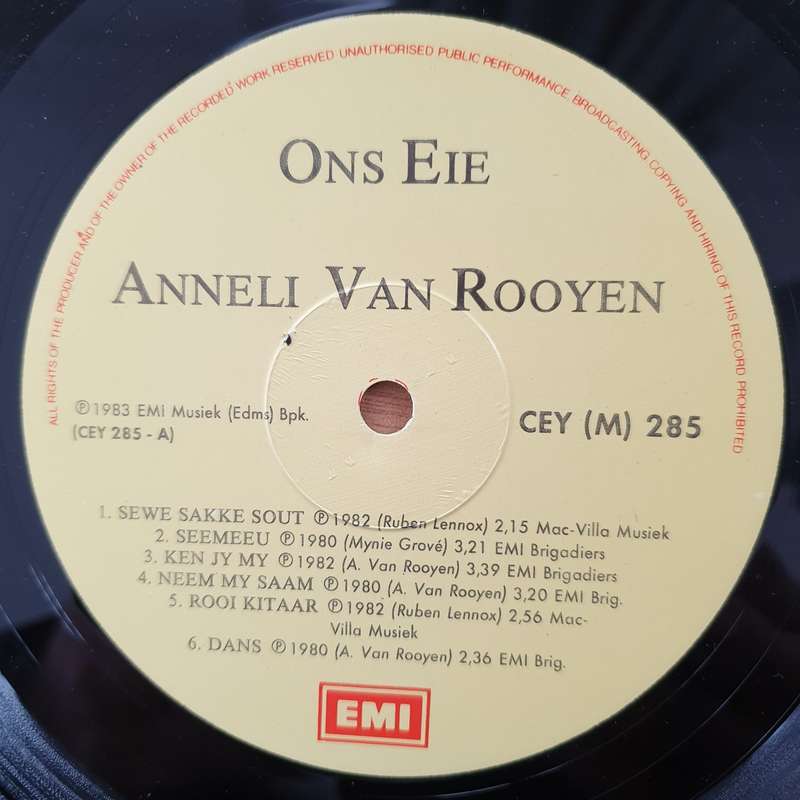 ALL RIGHTS OF THE PRODUCER AND OF THE OWNER OF THE RECORDED WORK RESERVED UNAUTHORISED PUBLIC PERFORMANCE, BROADCASTING COPYING AND HIRING OF THIS RECORD PROHIBITED
ONS EIE
ANNELI VAN ROOYEN
℗1983 EMI Musiek (Edms) Bpk.
(CEY 285 - A)
CEY (M) 285
1. SEWE SAKKE SOUT ℗1982 (Ruben Lennox) 2,15 Mac-Villa Musiek
2. SEEMEEU ℗1980 (Mynie Grové) 3,21 EMI Brigadiers
3. KEN JY MY ℗1982 (A. Van Rooyen) 3,39 EMI Brigadiers
4. NEEM MY SAAM ℗1980 (A. Van Rooyen) 3,20 EMI Brig.
5. ROOI KITAAR ℗1982 (Ruben Lennox) 2,56 Mac-
Villa Musiek
6. DANS ℗1980 (A. Van Rooyen) 2,36 EMI Brig.
EMI